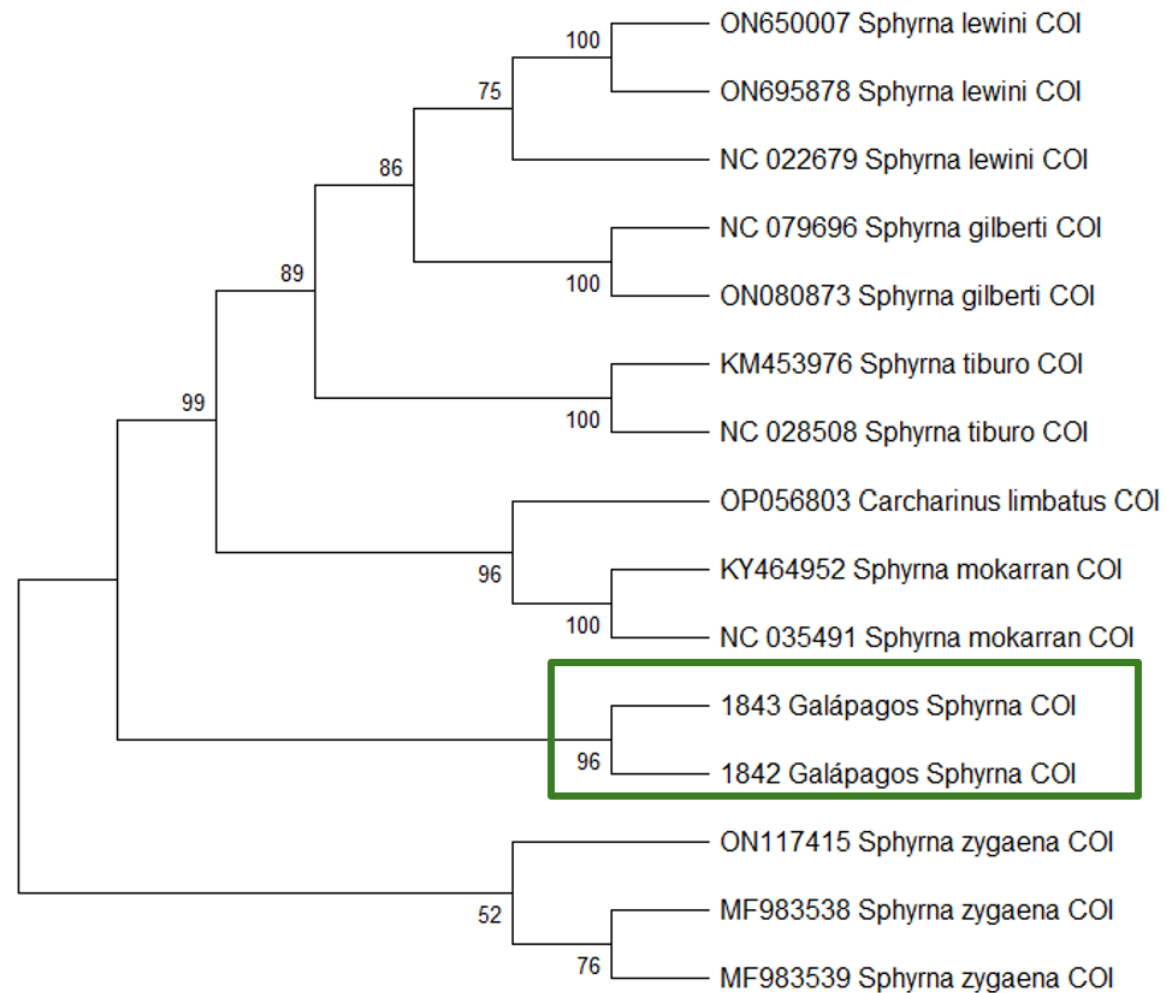 ON650007 Sphyrna lewini COI
100
ON695878 Sphyrna lewini COI
75
NC 022679 Sphyrna lewini COI
86
NC 079696 Sphyrna gilberti COI
100
ON080873 Sphyrna gilberti COI
89
KM453976 Sphyrna tiburo COI
100
NC 028508 Sphyrna tiburo COI
99
OP056803 Carcharinus limbatus COI
96
KY464952 Sphyrna mokarran COI
100
NC 035491 Sphyrna mokarran COI
1843 Galápagos Sphyrna COI
96
1842 Galápagos Sphyrna COI
ON117415 Sphyrna zygaena COI
52
MF983538 Sphyrna zygaena COI
76
MF983539 Sphyrna zygaena COI